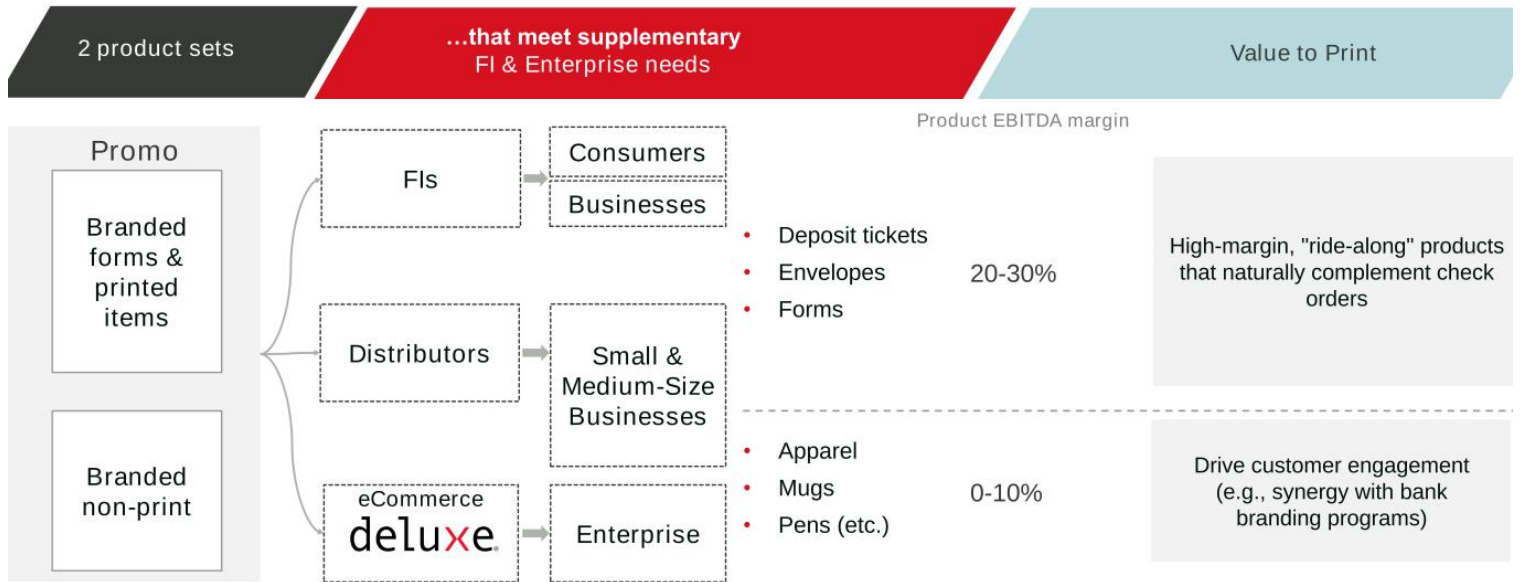 2 product sets
…that meet supplementary
FI & Enterprise needs
Value to Print
Product EBITDA margin
Promo
Branded
forms &
printed
items
Branded
non-print
FIs
Consumers
Businesses
Distributors
Small &
Medium-Size
Businesses
eCommerce
deluxe.
Enterprise
• Deposit tickets
• Envelopes
• Forms
20-30%
High-margin, "ride-along" products
that naturally complement check
orders
• Apparel
• Mugs
• Pens (etc.)
0-10%
Drive customer engagement
(e.g., synergy with bank
branding programs)